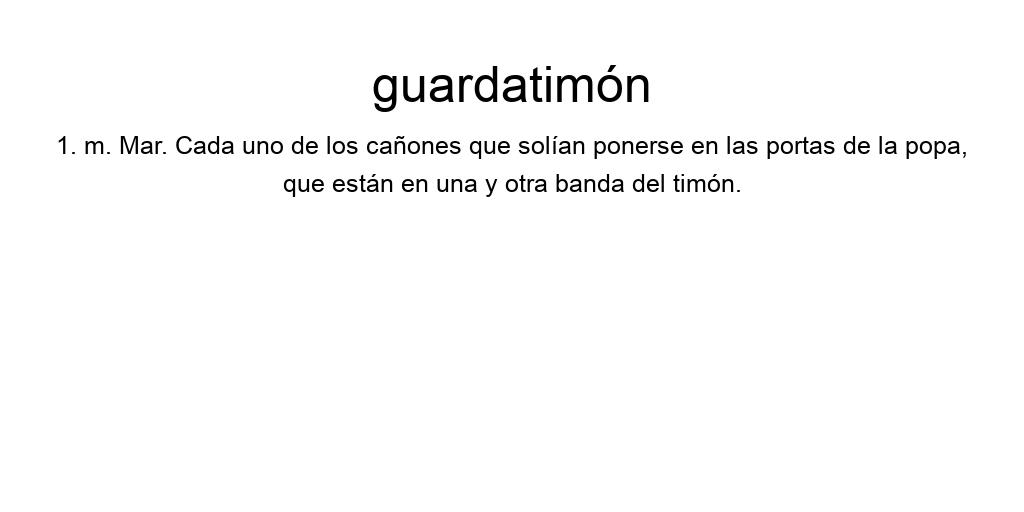 guardatimón
1. m. Mar. Cada uno de los cañones que solían ponerse en las portas de la popa,
que están en una y otra banda del timón.